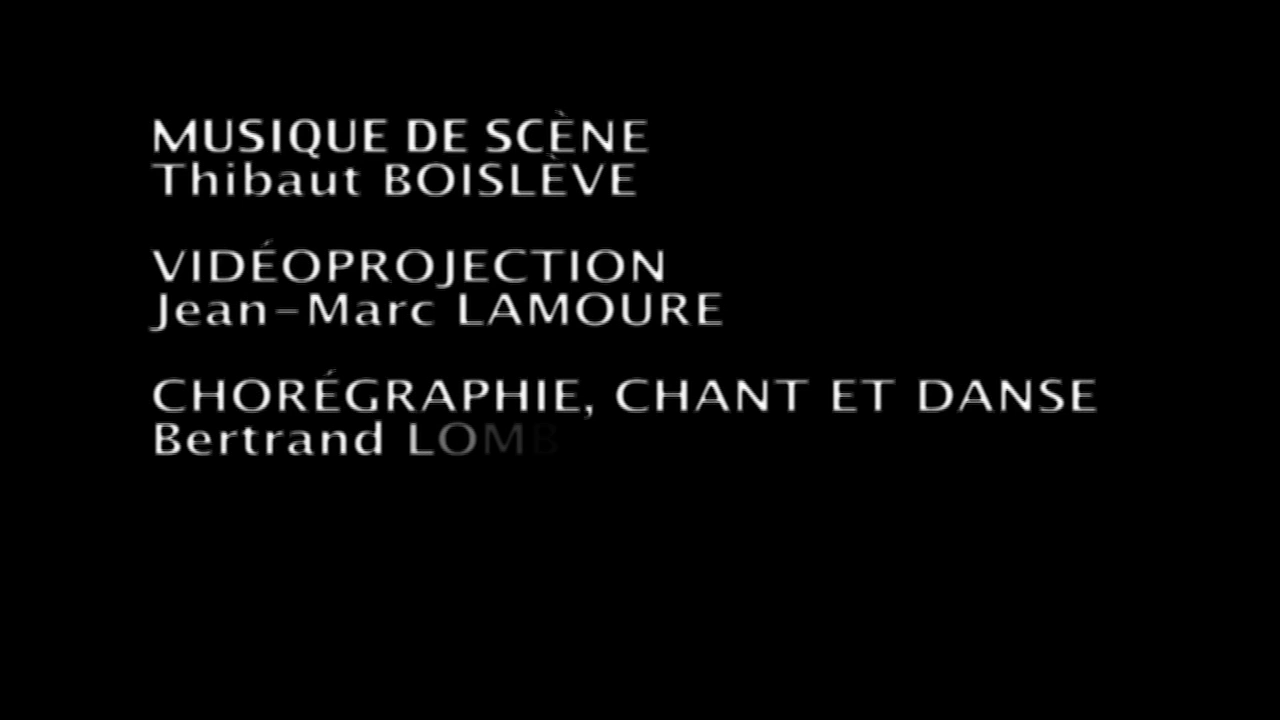 MUSIQUE DE SCÈNE
Thibaut BOISLÈVE
VIDÉOPROJECTION
Jean-Marc LAMOURE
CHORÉGRAPHIE, CHANT ET DANSE
Bertrand LOMB